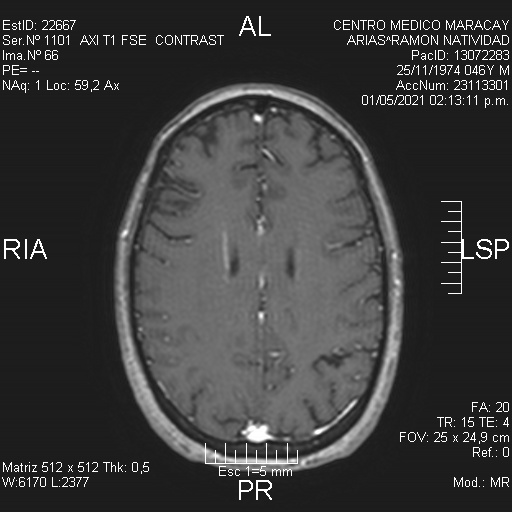 EstID: 22667
Ser.Nº 1101 AXI T1 FSE CONTRAST
Ima.Nº 66
PE= --
NAq: 1 Loc: 59,2 Ax
AL
CENTRO MEDICO MARACAY
ARIAS^RAMON NATIVIDAD
PacID: 13072283
25/11/1974 046Y M
AccNum: 23113301
01/05/2021 02:13:11 p.m.
RIA
LSP
FA: 20
TR: 15 TE: 4
FOV: 25 x 24,9 cm
Ref.: 0
Mod.: MR
Matriz 512 x 512 Thk: 0,5
W:6170 L:2377
Esc 1=5 mm
PR